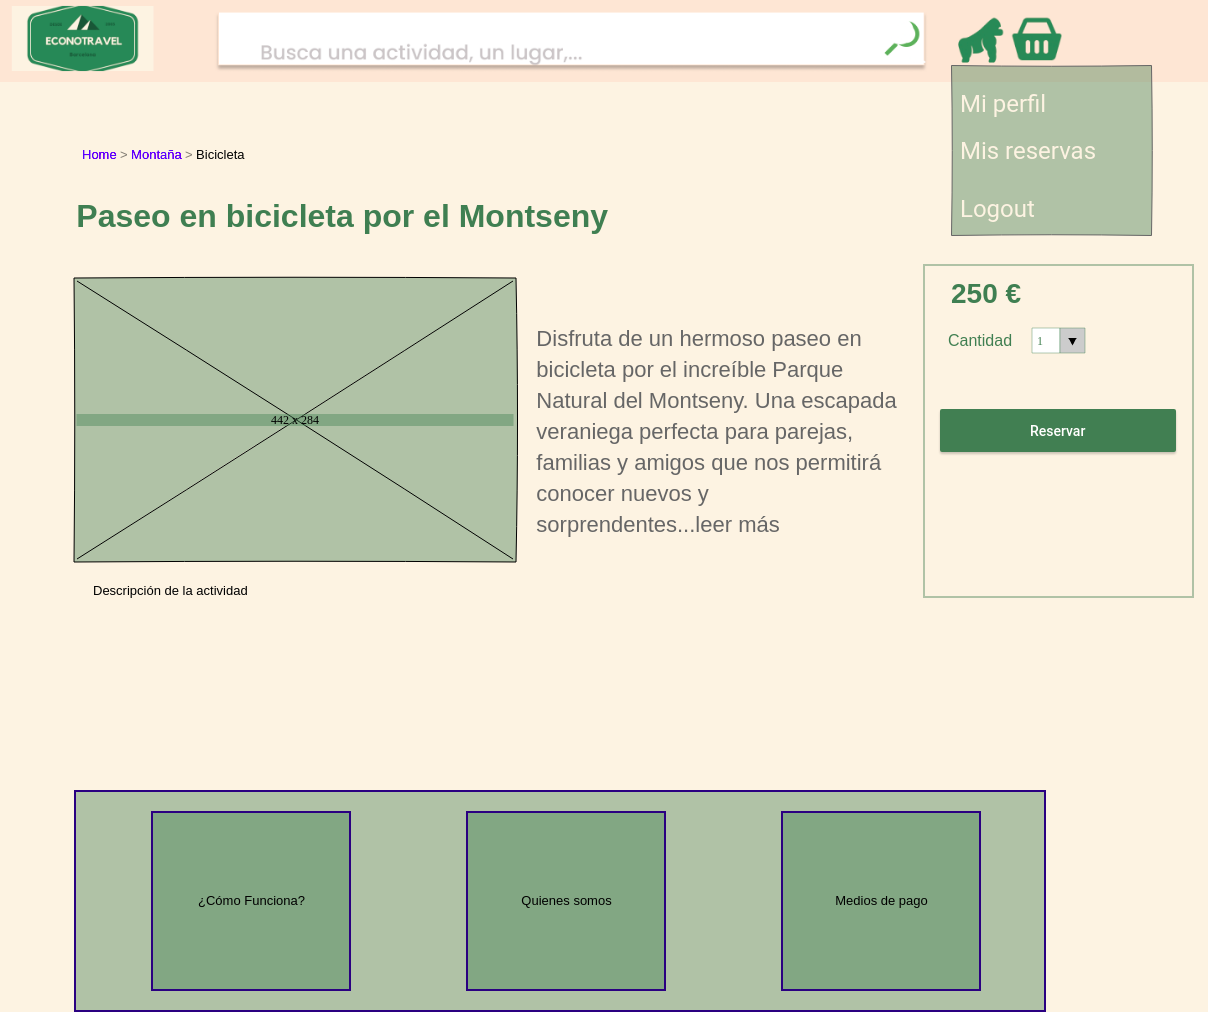 ECONOTRAVEL
Busca una actividad, un lugar,...
Mi perfil
Mis reservas
Logout
Home > Montaña > Bicicleta
Paseo en bicicleta por el Montseny
442 x 284
Disfruta de un hermoso paseo en
bicicleta por el increíble Parque
Natural del Montseny. Una escapada
veraniega perfecta para parejas,
familias y amigos que nos permitirá
conocer nuevos y
sorprendentes...leer más
250 €
Cantidad 1
Reservar
Descripción de la actividad
¿Cómo Funciona?
Quienes somos
Medios de pago